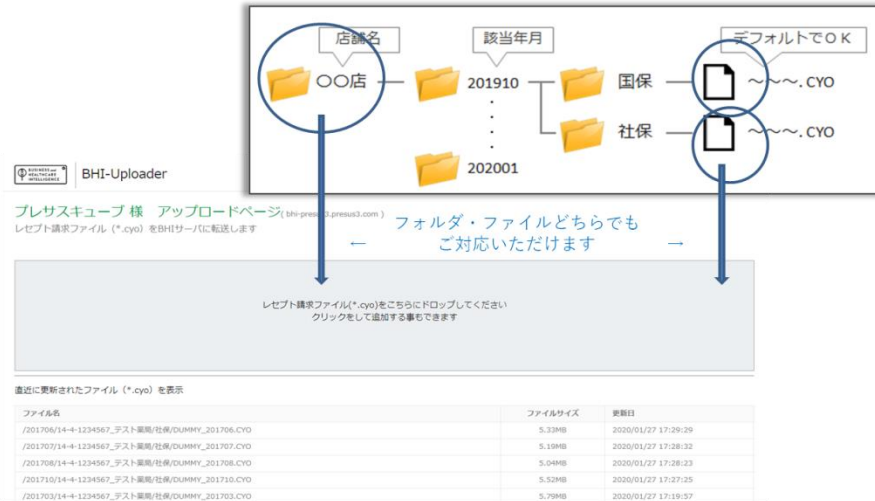 店舗名
該当年月
デフォルトでOK
〇〇店
201910
国保
～～～.CYO
社保
～～～.CYO
202001
BUSINESS and HEALTHCARE INTELLIGENCE
BHI-Uploader
プレサスキューブ 様 アップロードページ( bhi-presus3.presus3.com )
レセプト請求ファイル (*.cyo) をBHIサーバに転送します
フォルダ・ファイルどちらでも
← ご対応いただけます →
レセプト請求ファイル(*.cyo)をこちらにドロップしてください
クリックをして追加する事もできます
直近に更新されたファイル (*.cyo) を表示
ファイル名 ファイルサイズ 更新日
/201706/14-4-1234567_テスト薬局/社保/DUMMY_201706.CYO 5.33MB 2020/01/27 17:29:29
/201707/14-4-1234567_テスト薬局/社保/DUMMY_201707.CYO 5.19MB 2020/01/27 17:28:32
/201708/14-4-1234567_テスト薬局/社保/DUMMY_201708.CYO 5.04MB 2020/01/27 17:28:23
/201710/14-4-1234567_テスト薬局/社保/DUMMY_201710.CYO 5.52MB 2020/01/27 17:27:25
/201703/14-4-1234567_テスト薬局/社保/DUMMY_201703.CYO 5.79MB 2020/01/27 17:19:57